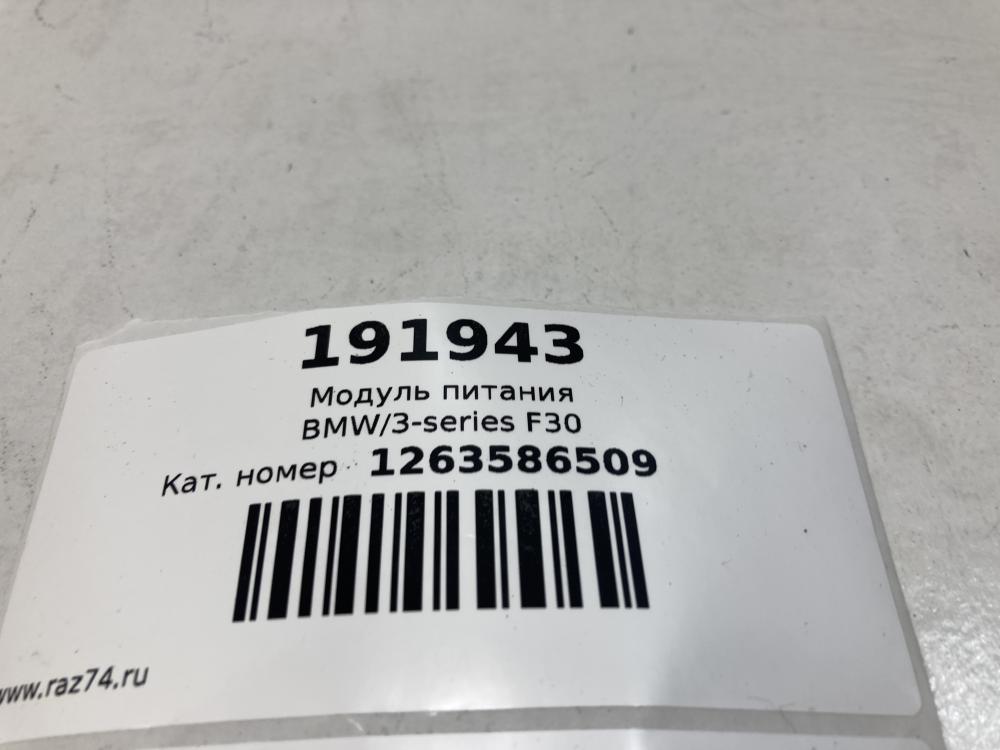 191943
Модуль питания
BMW/3-series F30
Кат. номер 1263586509
www.raz74.ru